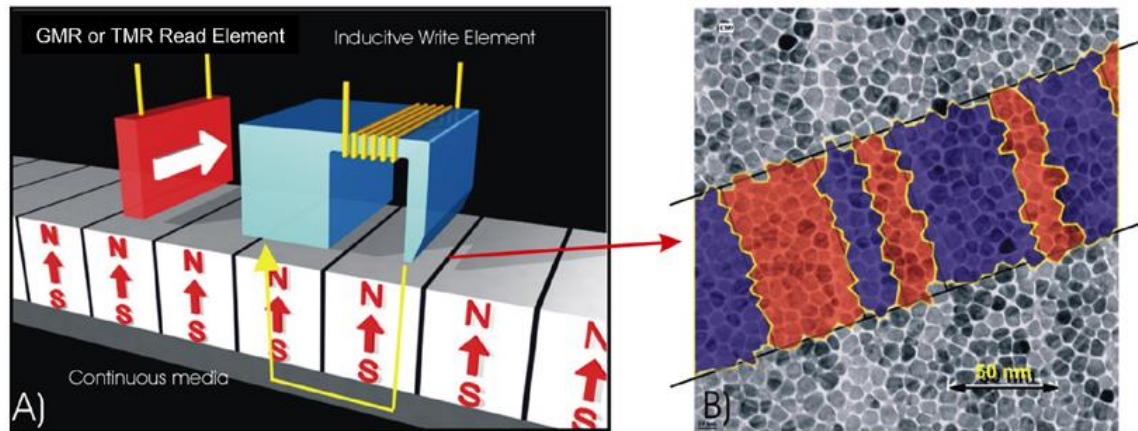 GMR or TMR Read Element
Inducitve Write Element
N N N N N N N
S S S S S S S
Continuous media
A)
50 nm
B)